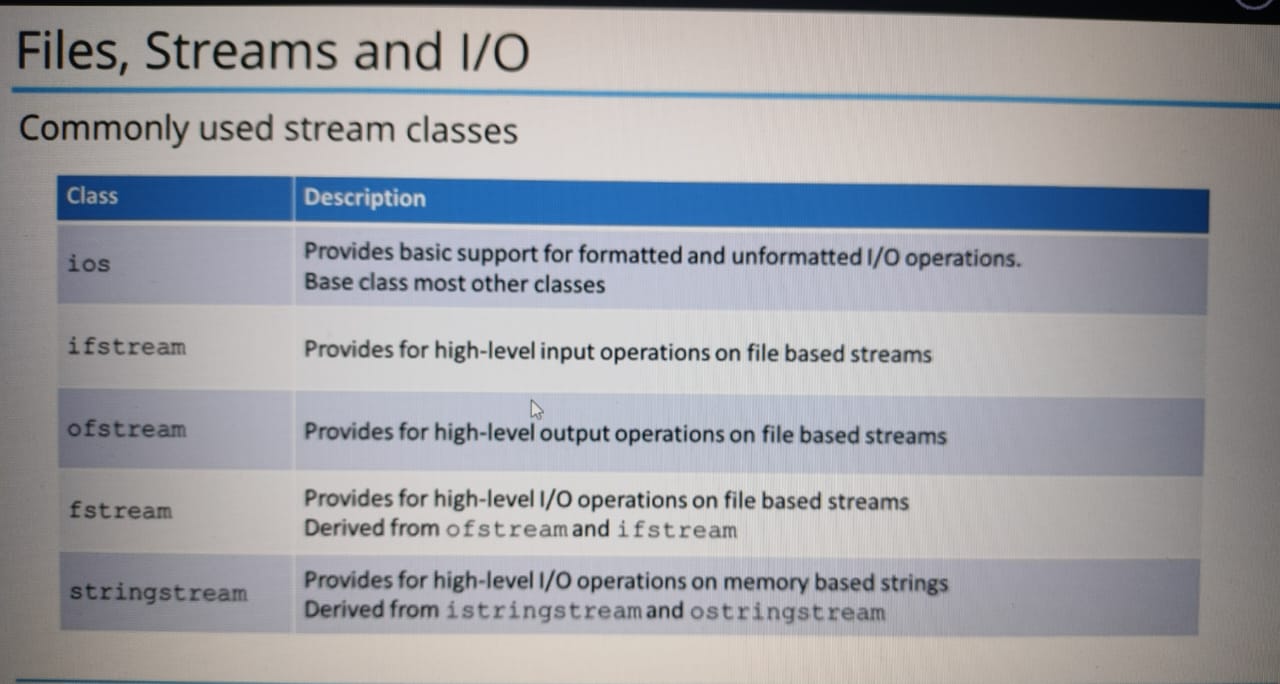 Files, Streams and I/O
Commonly used stream classes
Class Description
ios Provides basic support for formatted and unformatted I/O operations.
Base class most other classes
ifstream Provides for high-level input operations on file based streams
ofstream Provides for high-level output operations on file based streams
fstream Provides for high-level I/O operations on file based streams
Derived from ofstream and ifstream
stringstream Provides for high-level I/O operations on memory based strings
Derived from istringstream and ostringstream